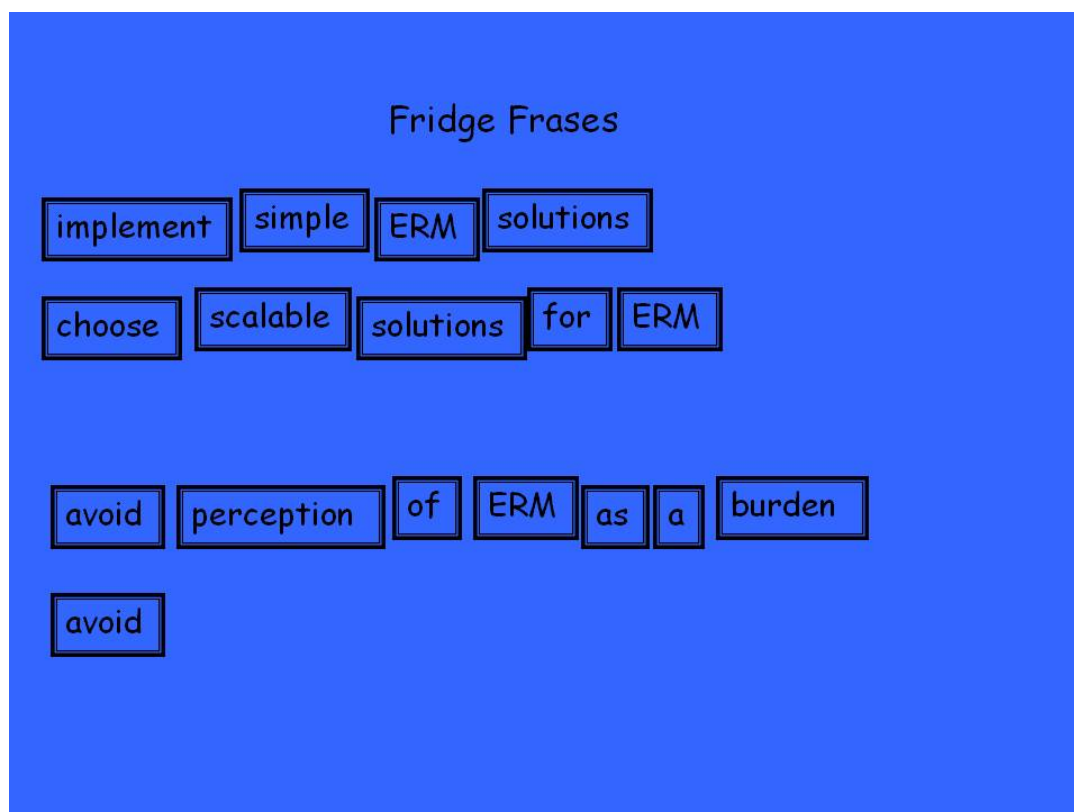 Fridge Frases
implement simple ERM solutions
choose scalable solutions for ERM
avoid perception of ERM as a burden
avoid